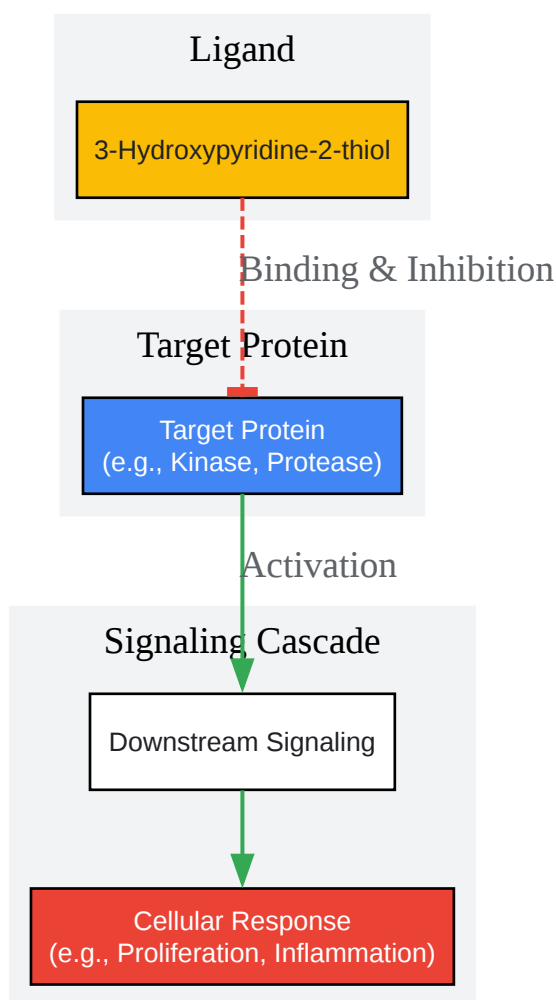 Ligand
3-Hydroxypyridine-2-thiol
Binding & Inhibition
Target Protein
Target Protein
(e.g., Kinase, Protease)
Activation
Signaling Cascade
Downstream Signaling
Cellular Response
(e.g., Proliferation, Inflammation)